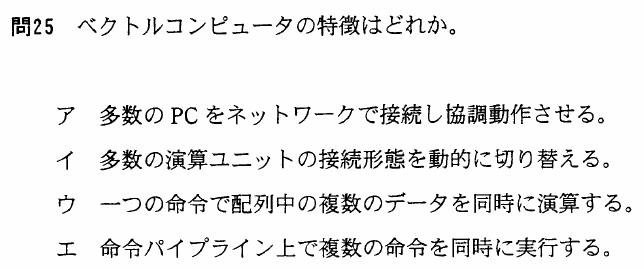 問25 ベクトルコンピュータの特徴はどれか。
ア 多数の PC をネットワークで接続し協調動作させる。
イ 多数の演算ユニットの接続形態を動的に切り替える。
ウ 一つの命令で配列中の複数のデータを同時に演算する。
エ 命令パイプライン上で複数の命令を同時に実行する。